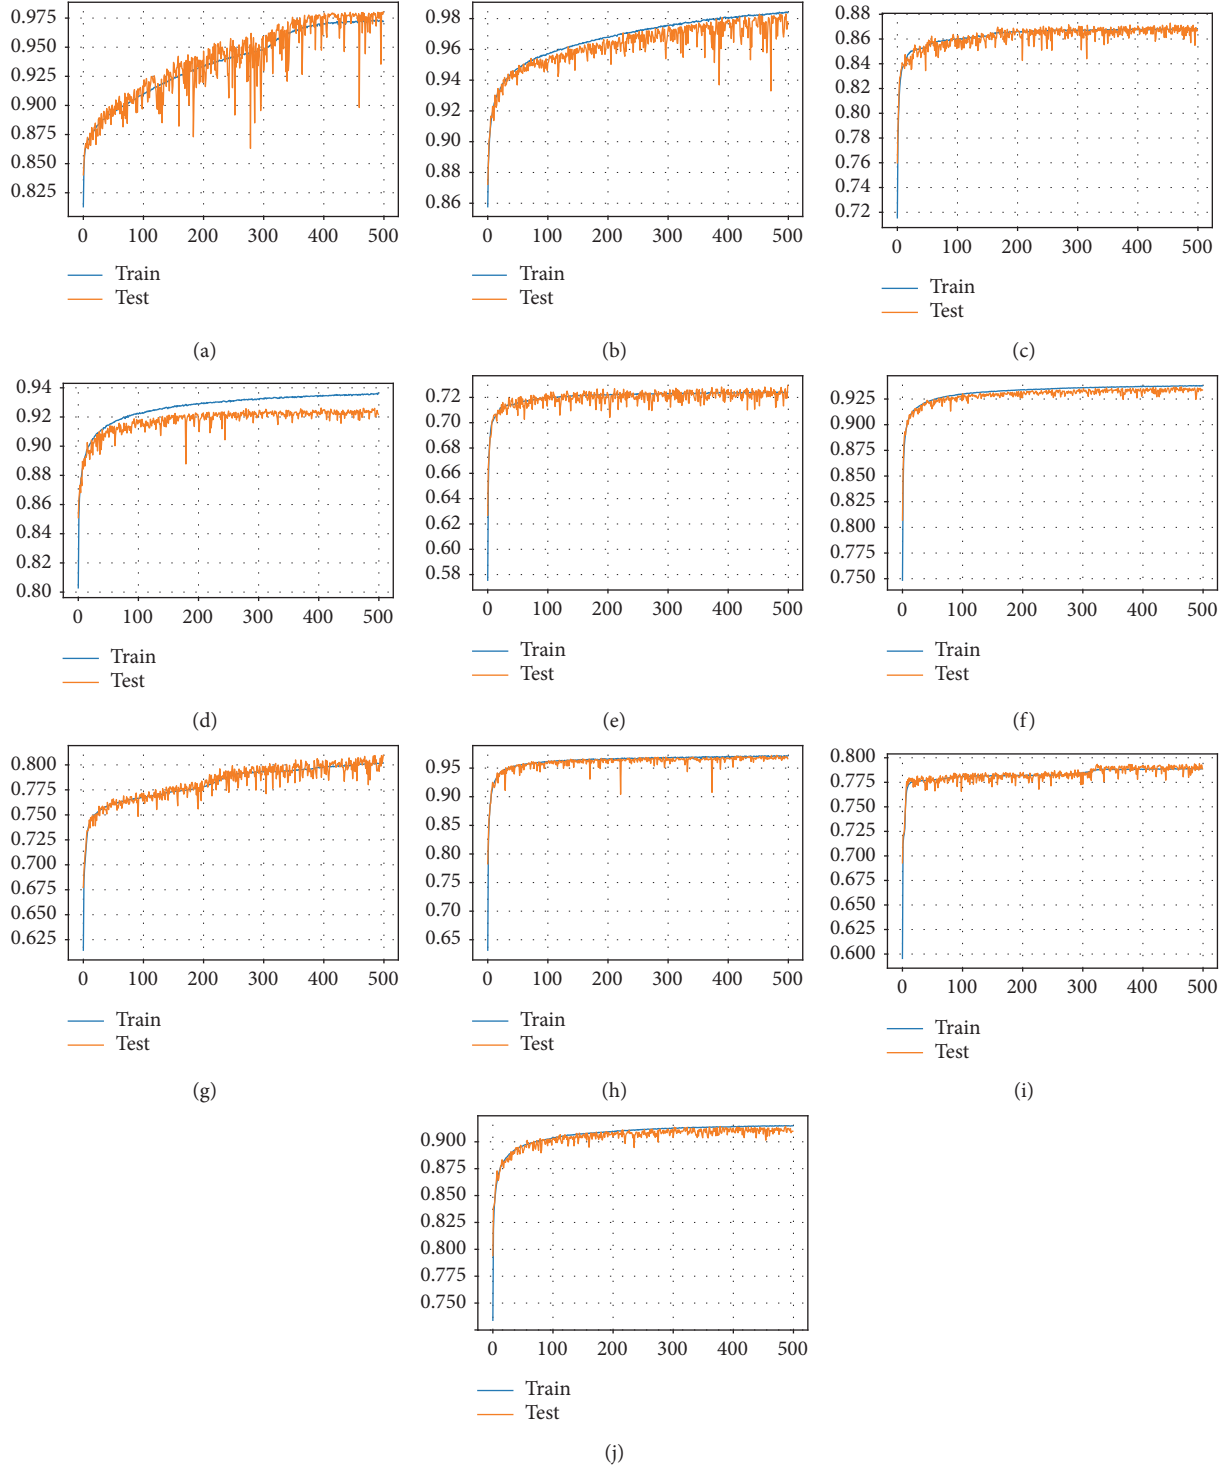 0.975
0.950
0.925
0.900
0.875
0.850
0.825
0 100 200 300 400 500
Train
Test
(a)
0.98
0.96
0.94
0.92
0.90
0.88
0.86
0 100 200 300 400 500
Train
Test
(b)
0.88
0.86
0.84
0.82
0.80
0.78
0.76
0.74
0.72
0 100 200 300 400 500
Train
Test
(c)
0.94
0.92
0.90
0.88
0.86
0.84
0.82
0.80
0 100 200 300 400 500
Train
Test
(d)
0.72
0.70
0.68
0.66
0.64
0.62
0.60
0.58
0 100 200 300 400 500
Train
Test
(e)
0.925
0.900
0.875
0.850
0.825
0.800
0.775
0.750
0 100 200 300 400 500
Train
Test
(f)
0.800
0.775
0.750
0.725
0.700
0.675
0.650
0.625
0 100 200 300 400 500
Train
Test
(g)
0.95
0.90
0.85
0.80
0.75
0.70
0.65
0 100 200 300 400 500
Train
Test
(h)
0.800
0.775
0.750
0.725
0.700
0.675
0.650
0.625
0.600
0 100 200 300 400 500
Train
Test
(i)
0.900
0.875
0.850
0.825
0.800
0.775
0.750
0 100 200 300 400 500
Train
Test
(j)